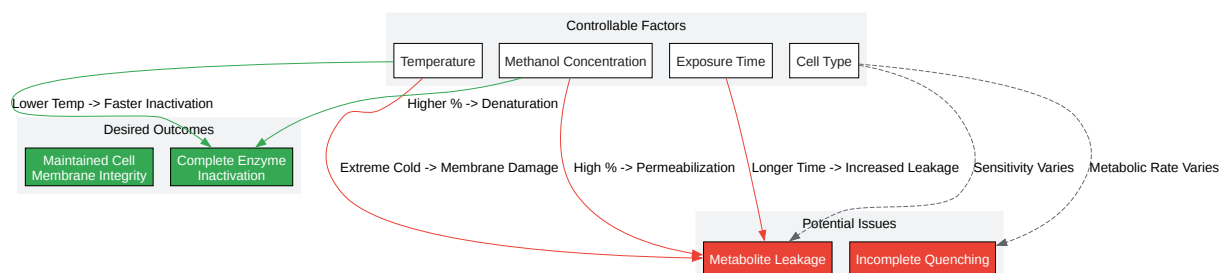 Controllable Factors
Temperature
Methanol Concentration
Exposure Time
Cell Type
Lower Temp -> Faster Inactivation
Higher % -> Denaturation
Desired Outcomes
Maintained Cell
Membrane Integrity
Complete Enzyme
Inactivation
Extreme Cold -> Membrane Damage
High % -> Permeabilization
Longer Time -> Increased Leakage
Sensitivity Varies
Metabolic Rate Varies
Potential Issues
Metabolite Leakage
Incomplete Quenching